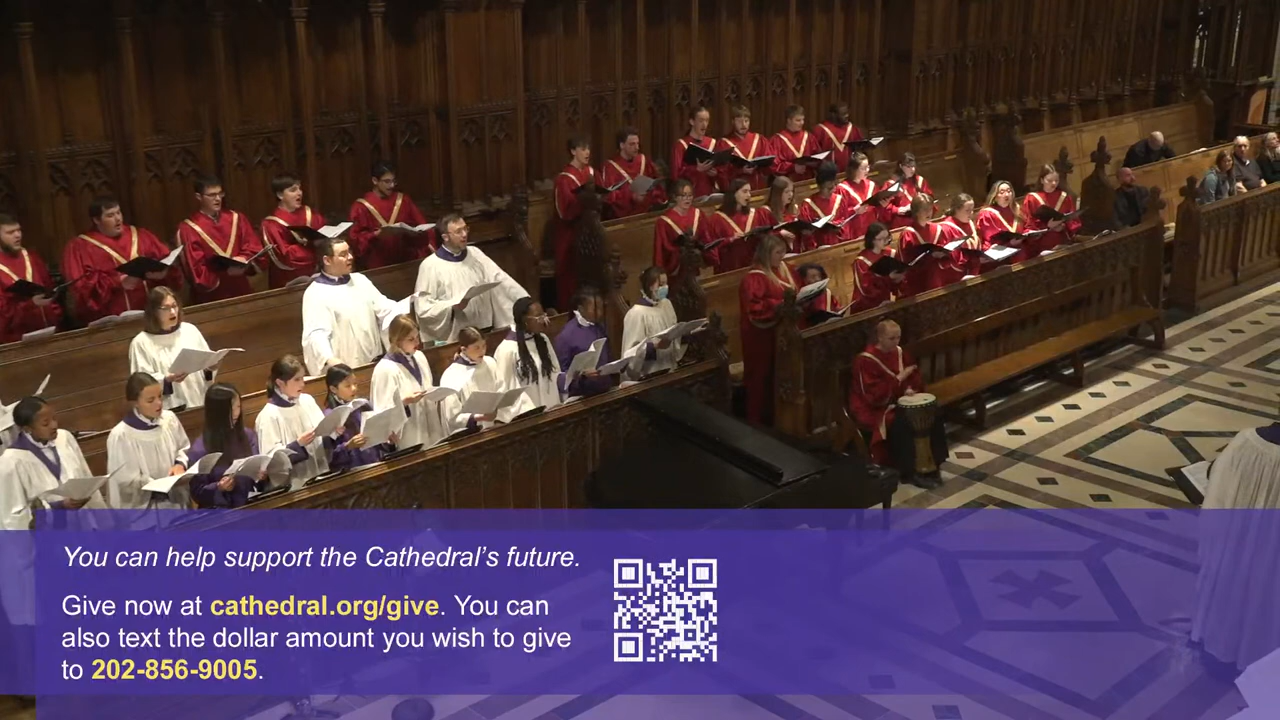 You can help support the Cathedral’s future.
Give now at cathedral.org/give. You can
also text the dollar amount you wish to give
to 202-856-9005.